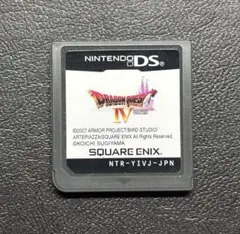 NINTENDO DS
DRAGON QUEST
IV
©2007 ARMOR PROJECT/BIRD STUDIO/
ARTEPIAZZA/SQUARE ENIX All Rights Reserved.
©KOICHI SUGIYAMA
SQUARE ENIX.
NTR-YIVJ-JPN